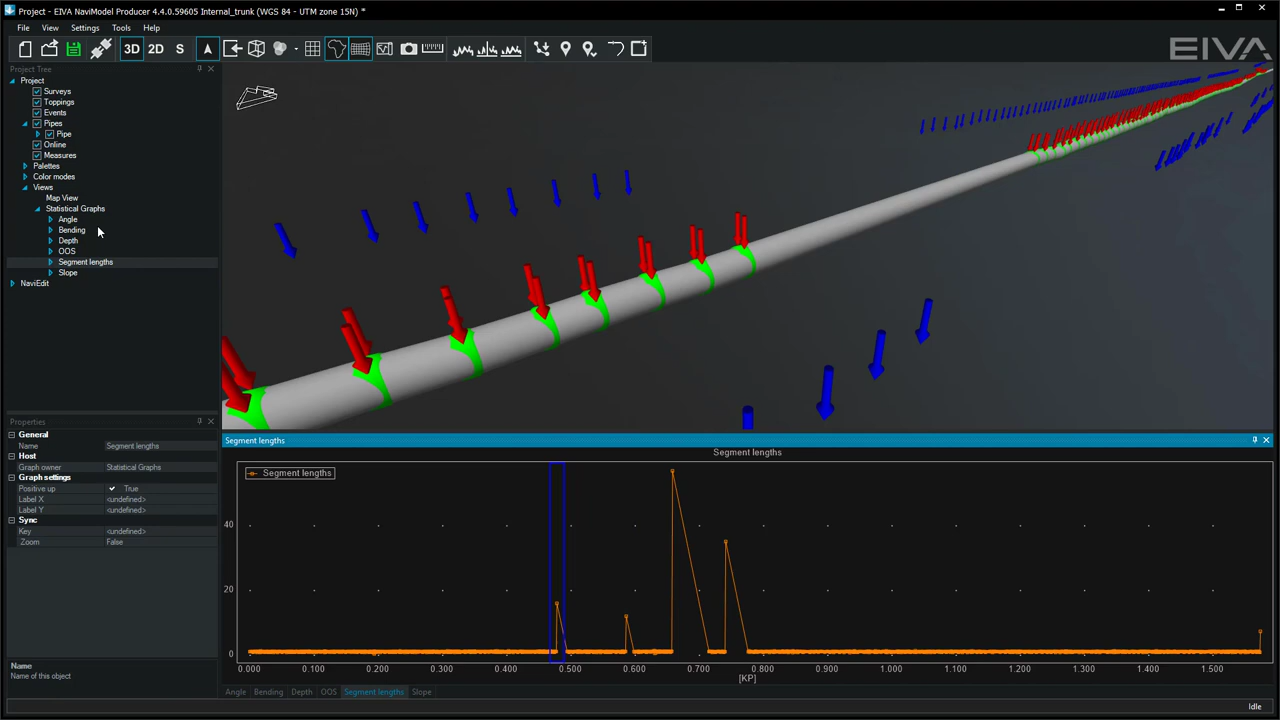 Project - EIVA NaviModel Producer 4.4.0.59605 Internal_trunk (WGS 84 - UTM zone 15N) *
File View Settings Tools Help
3D 2D S A
EIVA
Project Tree
Project
Surveys
Toppings
Events
Pipes
Pipe
Online
Measures
Palettes
Color modes
Views
Map View
Statistical Graphs
Angle
Bending
Depth
OOS
Segment lengths
Slope
NaviEdit
Properties
General
Name Segment lengths
Host
Graph owner Statistical Graphs
Graph settings
Positive up True
Label X <undefined>
Label Y <undefined>
Sync
Key <undefined>
Zoom False
Name
Name of this object
Segment lengths
Segment lengths
Segment lengths
40
20
0
0.000 0.100 0.200 0.300 0.400 0.500 0.600 0.700 0.800 0.900 1.000 1.100 1.200 1.300 1.400 1.500
[KP]
Angle Bending Depth OOS Segment lengths Slope
Idle